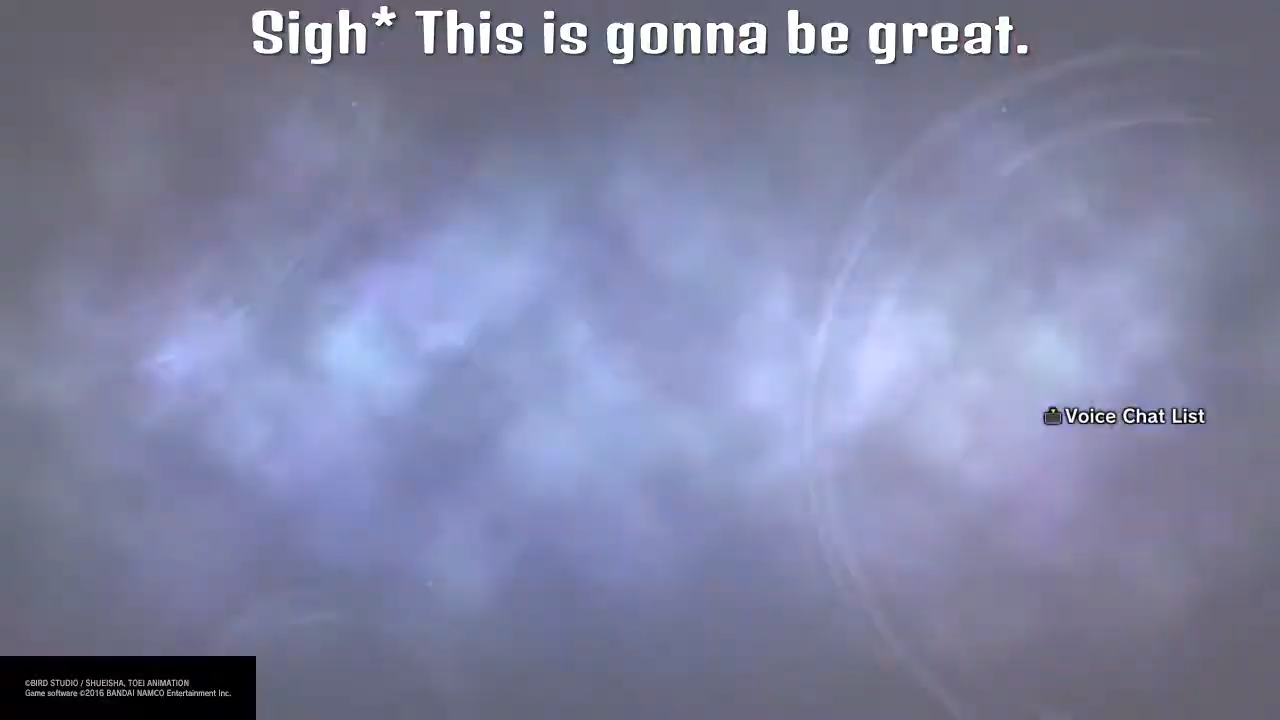 Sigh* This is gonna be great.
Voice Chat List
©BIRD STUDIO / SHUEISHA, TOEI ANIMATION
Game software ©2016 BANDAI NAMCO Entertainment Inc.